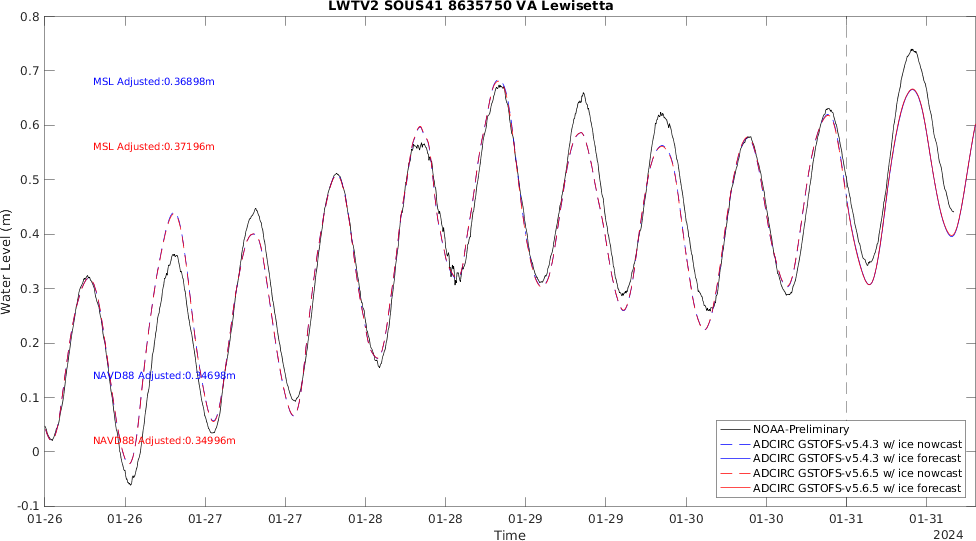 LWTV2 SOUS41 8635750 VA Lewisetta
0.8
0.7
0.6
0.5
0.4
0.3
0.2
0.1
0
-0.1
Water Level (m)
MSL Adjusted:0.36898m
MSL Adjusted:0.37196m
NAVD88 Adjusted:0.34698m
NAVD88 Adjusted:0.34996m
NOAA-Preliminary
ADCIRC GSTOFS-v5.4.3 w/ ice nowcast
ADCIRC GSTOFS-v5.4.3 w/ ice forecast
ADCIRC GSTOFS-v5.6.5 w/ ice nowcast
ADCIRC GSTOFS-v5.6.5 w/ ice forecast
01-26 01-26 01-27 01-27 01-28 01-28 01-29 01-29 01-30 01-30 01-31 01-31
2024
Time